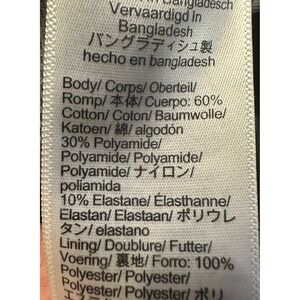 in Bangladesch
Vervaardigd In
Bangladesh
バングラディシュ製
hecho en bangladesh
Body/ Corps/ Oberteil/
Romp/ 本体/ Cuerpo: 60%
Cotton/ Coton/ Baumwolle/
Katoen/ 綿/ algodón
30% Polyamide/
Polyamide/ Polyamide/
Polyamide/ ナイロン/
poliamida
10% Elastane/ Élasthanne/
Elastan/ Elastaan/ ポリウレ
タン/ elastano
Lining/ Doublure/ Futter/
Voering/ 裏地/ Forro: 100%
Polyester/ Polyester/
Polyester/ Polyester/ ポリ